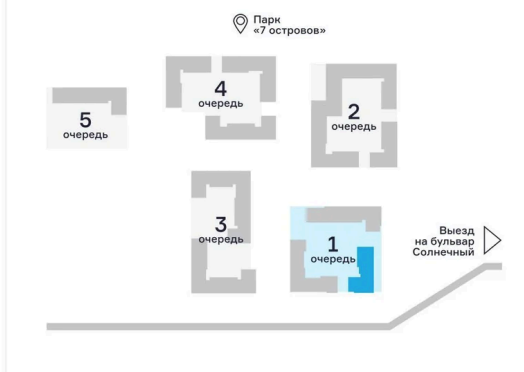 Парк
«7 островов»
4
очередь
2
очередь
5
очередь
3
очередь
1
очередь
Выезд
на бульвар
Солнечный